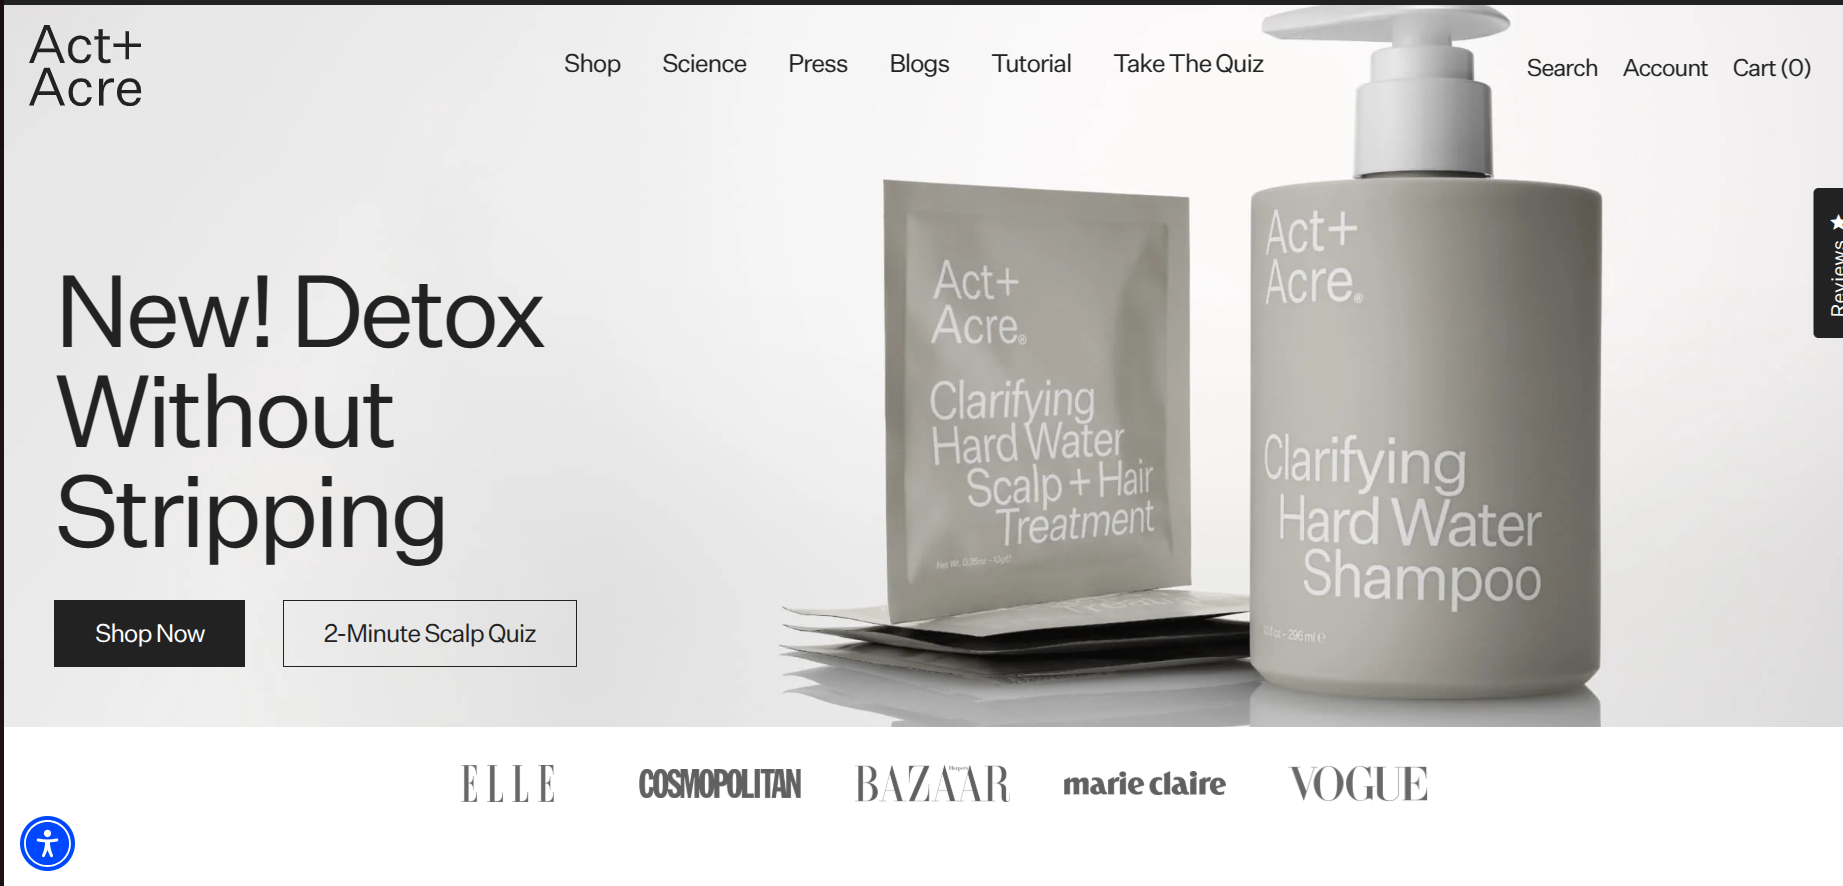 Act+
Acre
Shop
Science
Press
Blogs
Tutorial
Take The Quiz
Search
Account
Cart (0)
Reviews
New! Detox
Without
Stripping
Shop Now
2-Minute Scalp Quiz
Act+
Acre®
Clarifying
Hard Water
Scalp + Hair
Treatment
Net Wt. 0.35oz - 10g℮
Act+
Acre®
Clarifying
Hard Water
Shampoo
fl oz - 296 ml ℮
ELLE
COSMOPOLITAN
Harper's
BAZAAR
marie claire
VOGUE